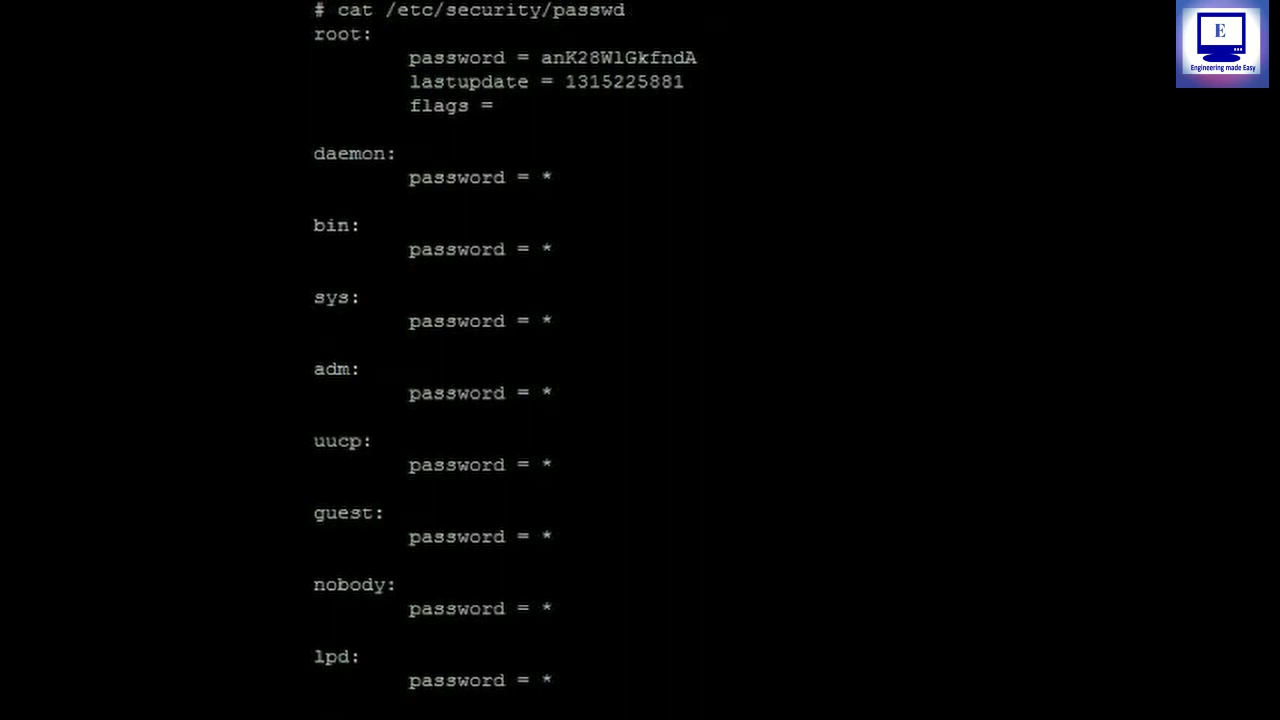 # cat /etc/security/passwd
root:
password = anK28WlGkfndA
lastupdate = 1315225881
flags =
daemon:
password = *
bin:
password = *
sys:
password = *
adm:
password = *
uucp:
password = *
guest:
password = *
nobody:
password = *
lpd:
password = *
E
Engineering made Easy